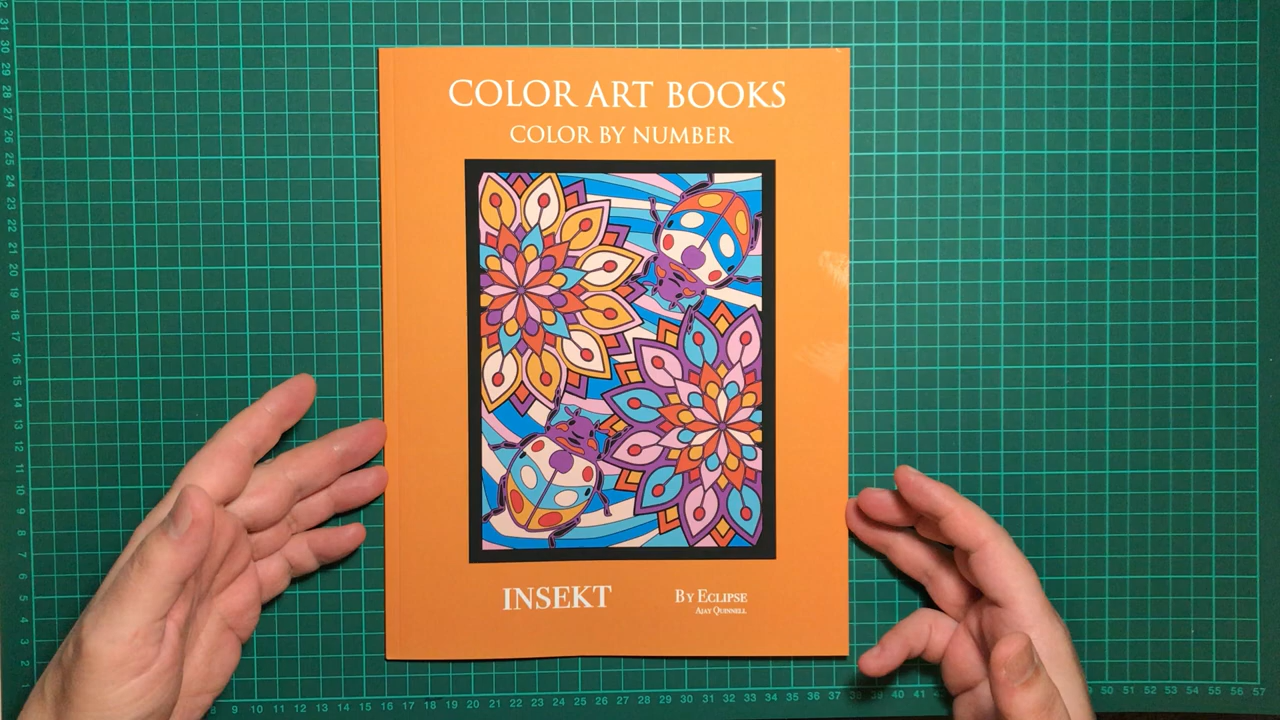 COLOR ART BOOKS
COLOR BY NUMBER
INSEKT
BY ECLIPSE
AJAY QUINNELL